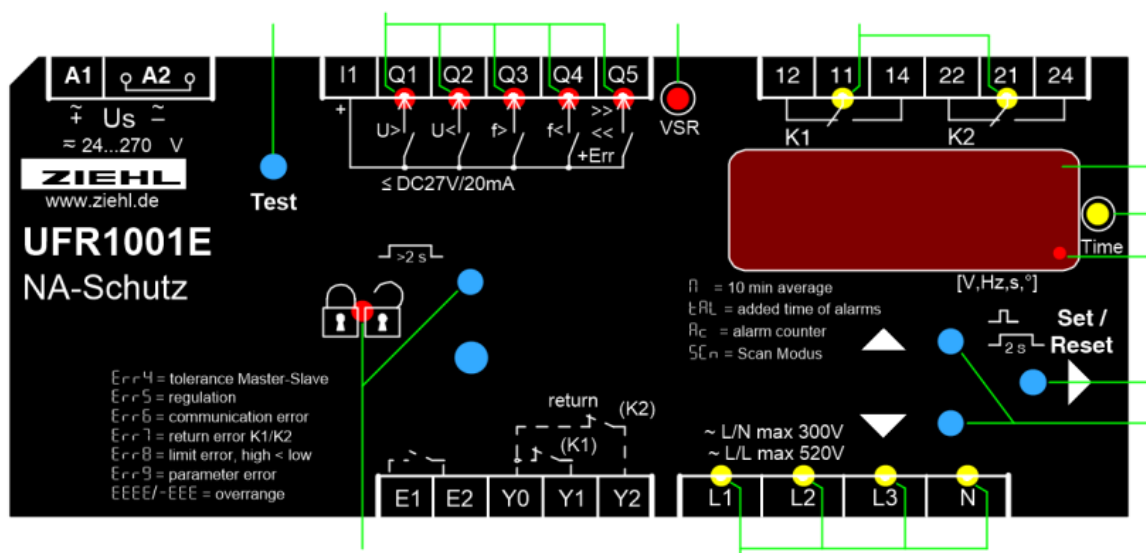 A1 A2
I1 Q1 Q2 Q3 Q4 Q5
12 11 14 22 21 24
~ + Us ~ −
≂ 24...270 V
+ U> U< f> f< >>
<<
+Err
VSR
K1 K2
ZIEHL
www.ziehl.de
Test
≤ DC27V/20mA
UFR1001E
NA-Schutz
>2 s
Time
[V,Hz,s,°]
n = 10 min average
tAL = added time of alarms
Ac = alarm counter
SCn = Scan Modus
Set /
Reset
2 s
Err4 = tolerance Master-Slave
Err5 = regulation
Err6 = communication error
Err7 = return error K1/K2
Err8 = limit error, high < low
Err9 = parameter error
EEEE/-EEE = overrange
return
(K2)
(K1)
~ L/N max 300V
~ L/L max 520V
E1 E2 Y0 Y1 Y2
L1 L2 L3 N